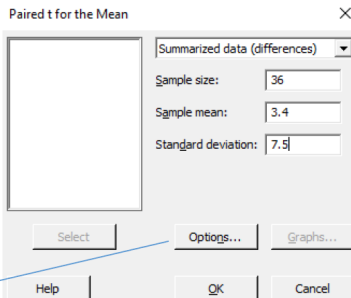 Paired t for the Mean
Summarized data (differences)
Sample size: 36
Sample mean: 3.4
Standard deviation: 7.5
Select Options... Graphs...
Help OK Cancel